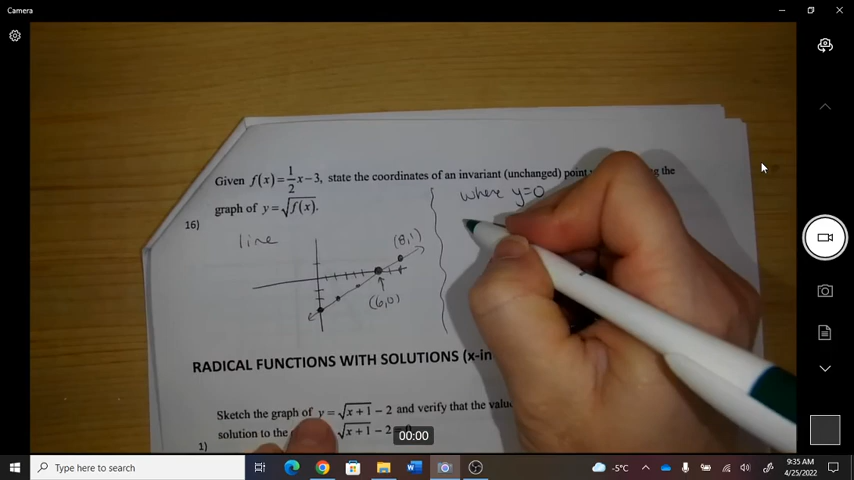 Camera
Given f(x) = 1/2 x − 3, state the coordinates of an invariant (unchanged) point the
graph of y = √f(x).
where y=0
16)
line
(8,1)
(6,0)
RADICAL FUNCTIONS WITH SOLUTIONS (x-in
Sketch the graph of y = √x + 1 − 2 and verify that the
1)
solution to the √x + 1 − 2
00:00
Type here to search
-5°C
9:35 AM
4/25/2022